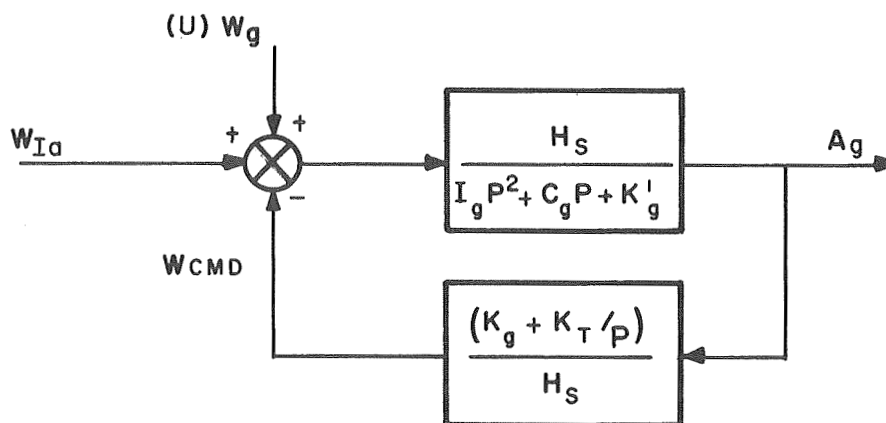 (U) Wg
WIa
+
+
−
HS
IgP²+ CgP + K'g
Ag
WCMD
(Kg + KT/P)
HS